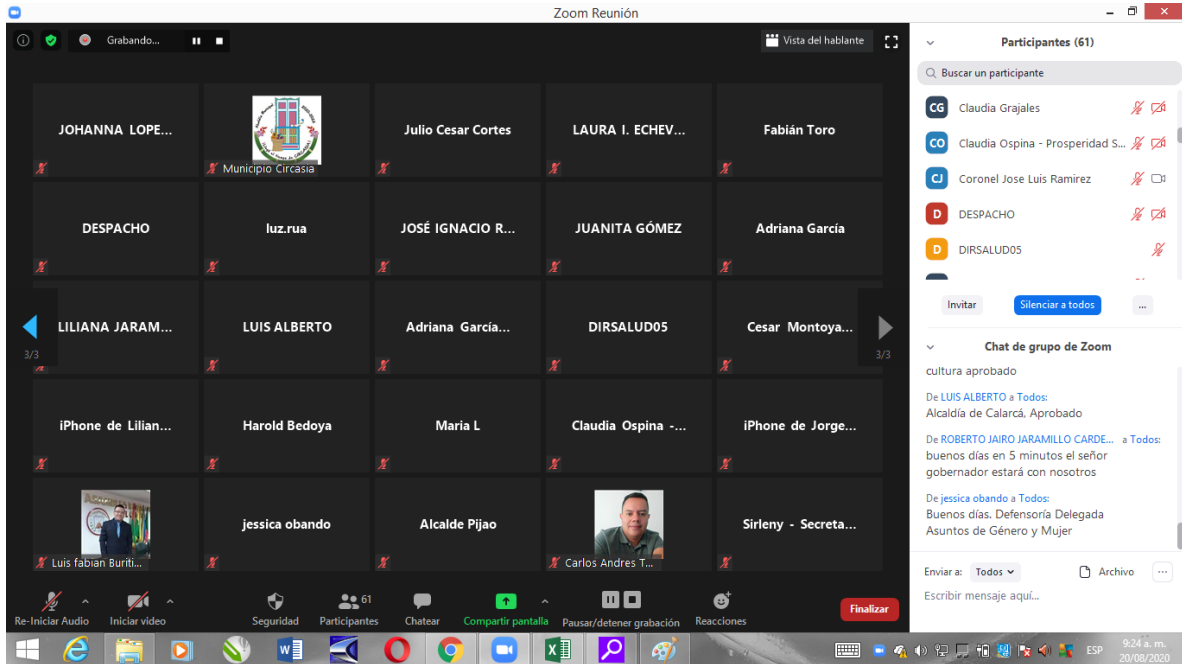 Zoom Reunión
Grabando...
Vista del hablante
JOHANNA LOPE...
Municipio Circasia
Julio Cesar Cortes
LAURA I. ECHEV...
Fabián Toro
DESPACHO
luz.rua
JOSÉ IGNACIO R...
JUANITA GÓMEZ
Adriana García
3/3
LILIANA JARAM...
LUIS ALBERTO
Adriana García...
DIRSALUD05
Cesar Montoya...
3/3
iPhone de Lilian...
Harold Bedoya
Maria L
Claudia Ospina -...
iPhone de Jorge...
Luis fabian Buriti...
jessica obando
Alcalde Pijao
Carlos Andres T...
Sirleny - Secreta...
Re-Iniciar Audio
Iniciar video
Seguridad
61
Participantes
Chatear
Compartir pantalla
Pausar/detener grabación
Reacciones
Finalizar
Participantes (61)
Buscar un participante
CG Claudia Grajales
CO Claudia Ospina - Prosperidad S...
CJ Coronel Jose Luis Ramirez
D DESPACHO
D DIRSALUD05
Invitar
Silenciar a todos
...
Chat de grupo de Zoom
cultura aprobado
De LUIS ALBERTO a Todos:
Alcaldía de Calarcá, Aprobado
De ROBERTO JAIRO JARAMILLO CARDE... a Todos:
buenos días en 5 minutos el señor
gobernador estará con nosotros
De jessica obando a Todos:
Buenos días. Defensoría Delegada
Asuntos de Género y Mujer
Enviar a: Todos
Archivo
...
Escribir mensaje aquí...
ESP
9:24 a. m.
20/08/2020